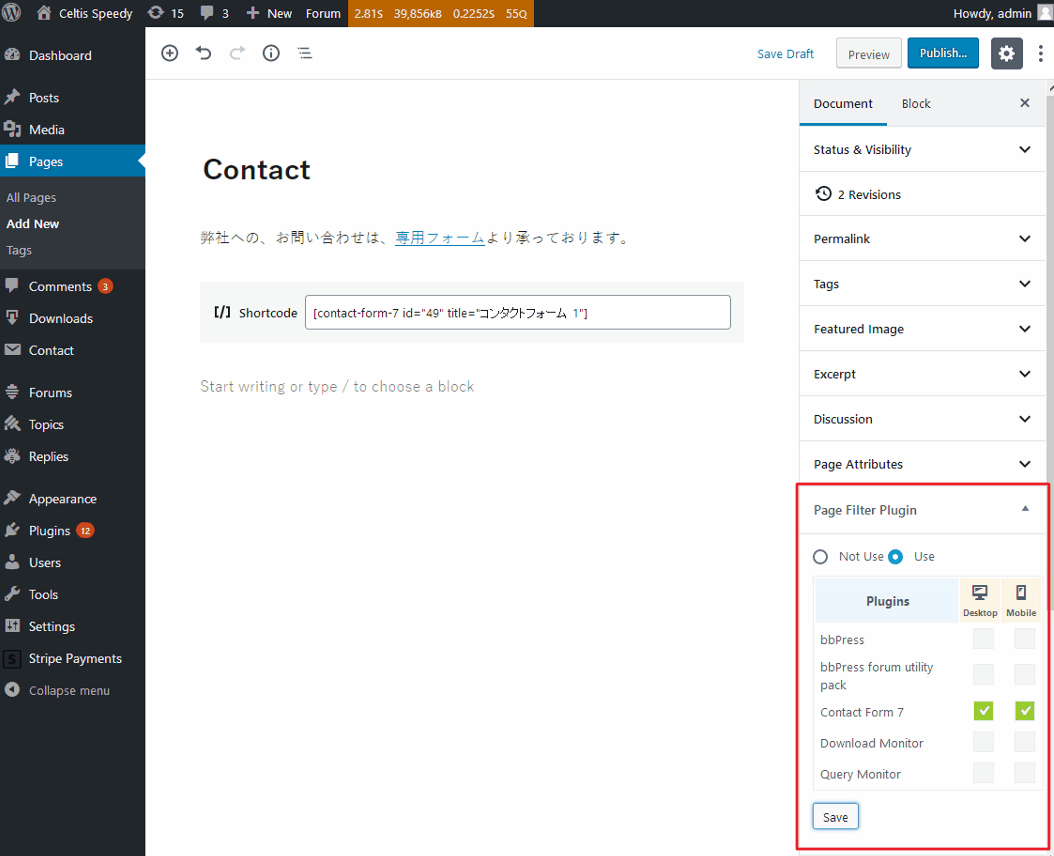 Celtis Speedy 15 3 New Forum 2.81S 39,856kB 0.2252S 55Q Howdy, admin
Dashboard
Posts
Media
Pages
All Pages
Add New
Tags
Comments 3
Downloads
Contact
Forums
Topics
Replies
Appearance
Plugins 12
Users
Tools
Settings
S Stripe Payments
Collapse menu
Save Draft Preview Publish...
Contact
弊社への、お問い合わせは、専用フォームより承っております。
[/] Shortcode [contact-form-7 id="49" title="コンタクトフォーム 1"]
Start writing or type / to choose a block
Document Block
Status & Visibility
2 Revisions
Permalink
Tags
Featured Image
Excerpt
Discussion
Page Attributes
Page Filter Plugin
Not Use Use
Plugins Desktop Mobile
bbPress
bbPress forum utility
pack
Contact Form 7
Download Monitor
Query Monitor
Save